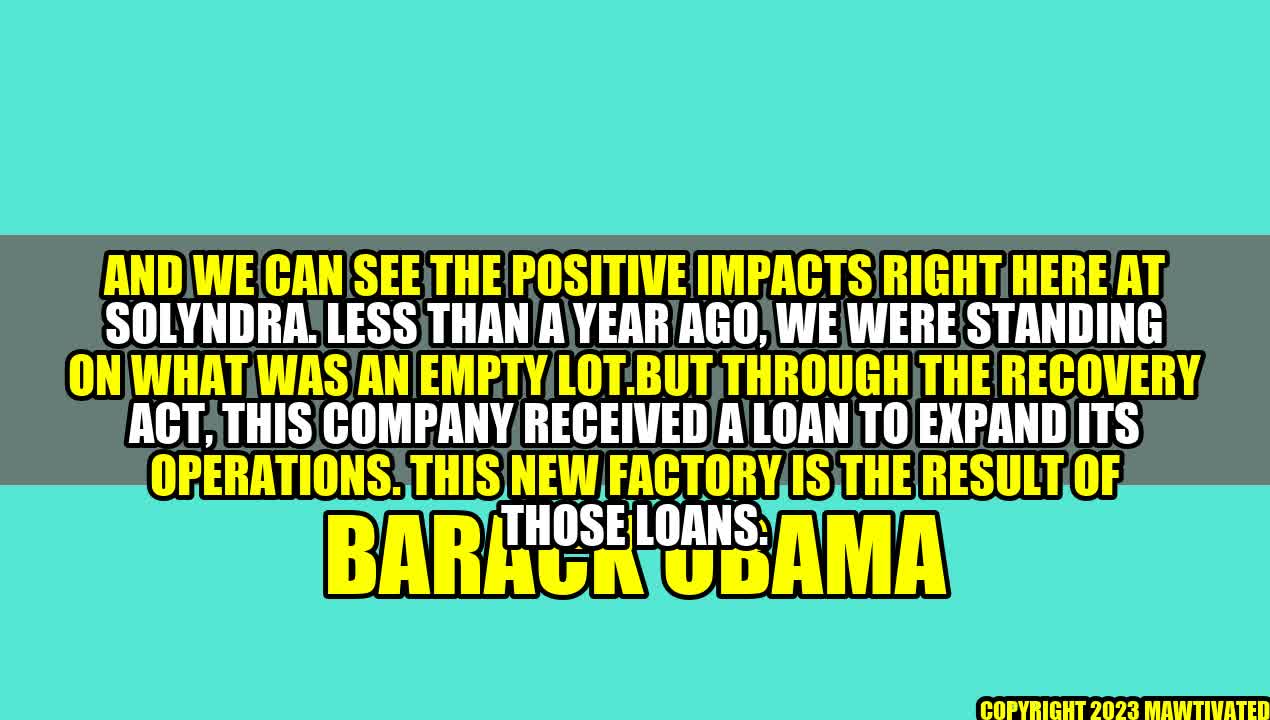 AND WE CAN SEE THE POSITIVE IMPACTS RIGHT HERE AT
SOLYNDRA. LESS THAN A YEAR AGO, WE WERE STANDING
ON WHAT WAS AN EMPTY LOT.BUT THROUGH THE RECOVERY
ACT, THIS COMPANY RECEIVED A LOAN TO EXPAND ITS
OPERATIONS. THIS NEW FACTORY IS THE RESULT OF
THOSE LOANS.
BARACK OBAMA
COPYRIGHT 2023 MAWTIVATED